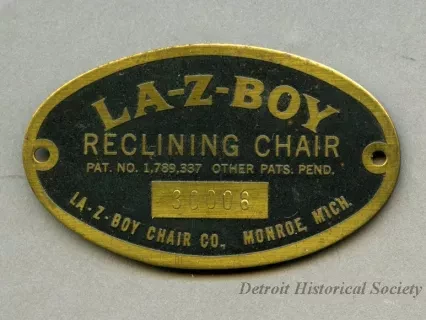 LA-Z-BOY
RECLINING CHAIR
PAT. NO. 1,789,337 OTHER PATS. PEND.
30006
LA-Z-BOY CHAIR CO., MONROE, MICH.
Detroit Historical Society